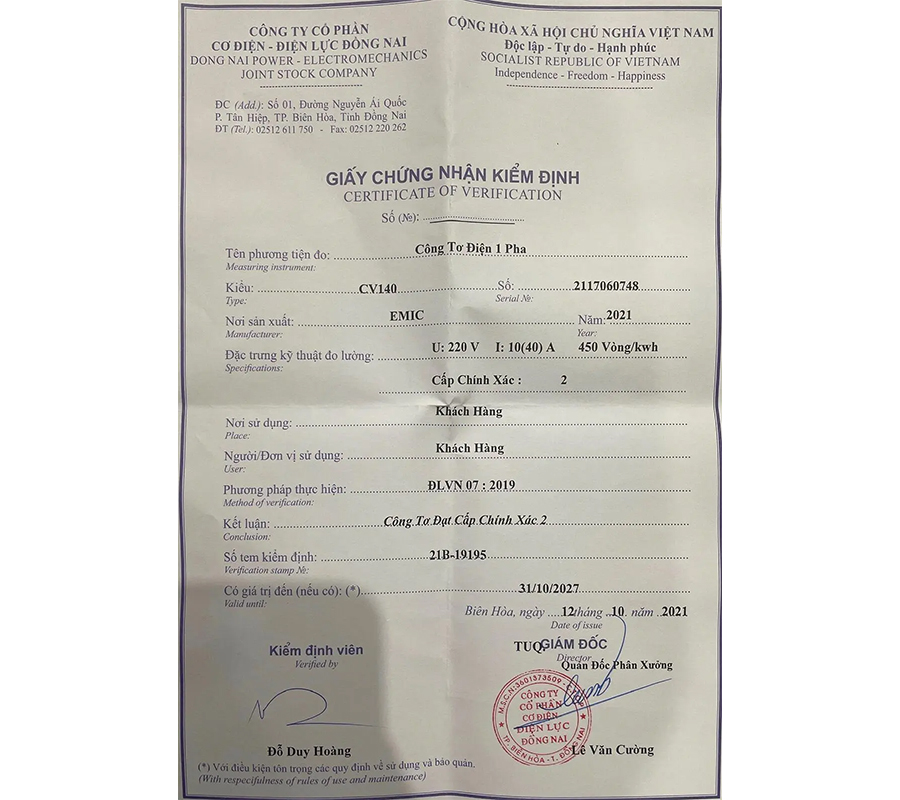 CÔNG TY CỔ PHẦN
CƠ ĐIỆN - ĐIỆN LỰC ĐỒNG NAI
DONG NAI POWER - ELECTROMECHANICS
JOINT STOCK COMPANY
ĐC (Add.): Số 01, Đường Nguyễn Ái Quốc
P. Tân Hiệp, TP. Biên Hòa, Tỉnh Đồng Nai
ĐT (Tel.): 02512 611 750 - Fax: 02512 220 262
CỘNG HÒA XÃ HỘI CHỦ NGHĨA VIỆT NAM
Độc lập - Tự do - Hạnh phúc
SOCIALIST REPUBLIC OF VIETNAM
Independence - Freedom - Happiness
GIẤY CHỨNG NHẬN KIỂM ĐỊNH
CERTIFICATE OF VERIFICATION
Số (№):
Tên phương tiện đo: Công Tơ Điện 1 Pha
Measuring instrument:
Kiểu: CV140 Số: 2117060748
Type: Serial №:
Nơi sản xuất: EMIC Năm: 2021
Manufacturer: Year:
Đặc trưng kỹ thuật đo lường: U: 220 V I: 10(40) A 450 Vòng/kwh
Specifications:
Cấp Chính Xác : 2
Nơi sử dụng: Khách Hàng
Place:
Người/Đơn vị sử dụng: Khách Hàng
User:
Phương pháp thực hiện: ĐLVN 07 : 2019
Method of verification:
Kết luận: Công Tơ Đạt Cấp Chính Xác 2
Conclusion:
Số tem kiểm định: 21B-19195
Verification stamp №:
Có giá trị đến (nếu có): (*) 31/10/2027
Valid until:
Biên Hòa, ngày 12 tháng 10 năm 2021
Date of issue
Kiểm định viên
Verified by
Đỗ Duy Hoàng
TUQ. GIÁM ĐỐC
Director
Quản Đốc Phân Xưởng
M.S.C.N:3601373509
CÔNG TY
CỔ PHẦN
CƠ ĐIỆN
ĐIỆN LỰC
ĐỒNG NAI
TP. BIÊN HÒA - T. ĐỒNG NAI
Lê Văn Cường
(*) Với điều kiện tôn trọng các quy định về sử dụng và bảo quản.
(With respecifulness of rules of use and maintenance)